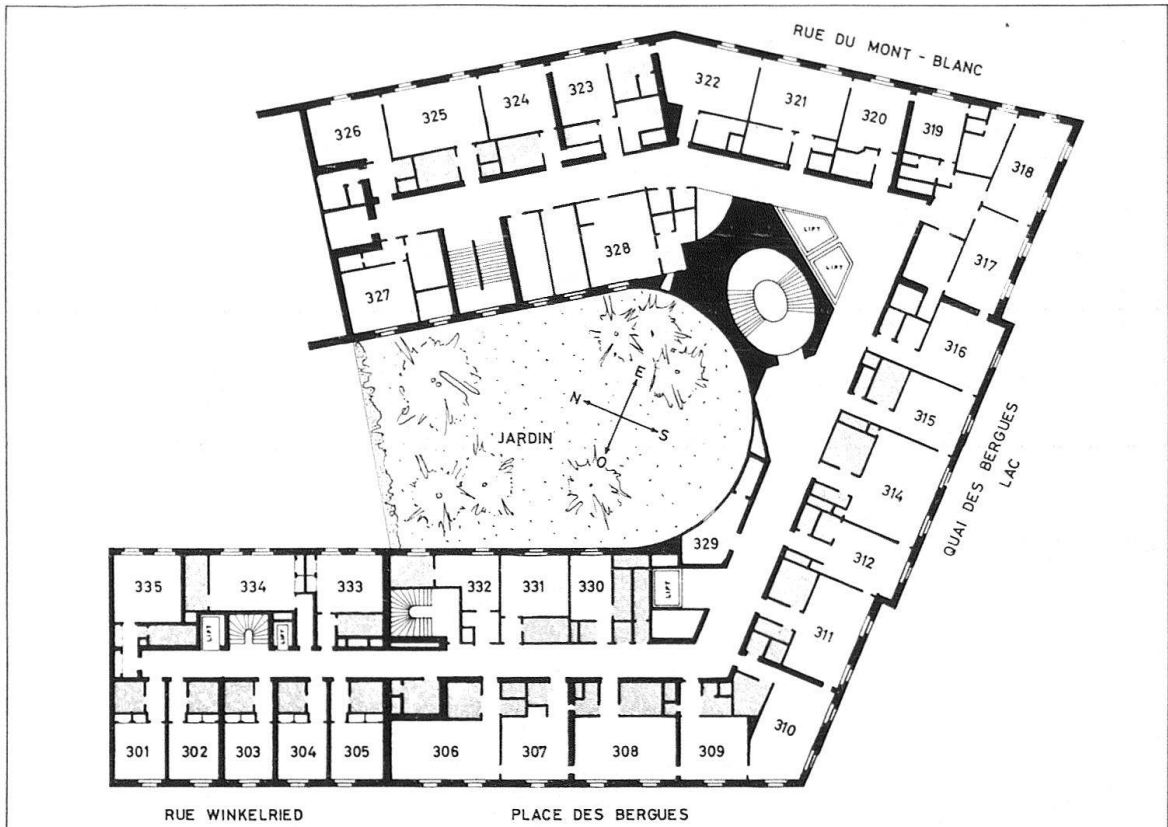 RUE DU MONT - BLANC
326
325
324
323
322
321
320
319
318
317
316
315
314
312
311
310
QUAI DES BERGUES
LAC
LIFT
LIFT
328
327
N
E
S
O
JARDIN
329
LIFT
335
334
333
332
331
330
LIFT
LIFT
301
302
303
304
305
306
307
308
309
RUE WINKELRIED
PLACE DES BERGUES